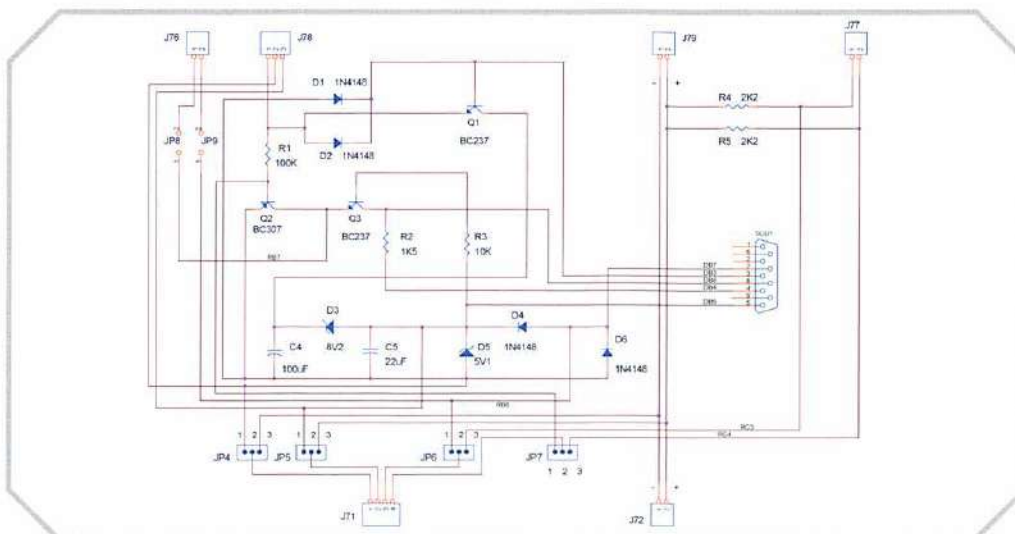 J76
J78
J79
J77
D1 1N4148
- +
R4 2K2
Q1
BC237
JP8
JP9
R1
100K
D2 1N4148
R5 2K2
Q2
BC307
Q3
BC237
R2
1K5
R3
10K
RB7
DB7
DB3
DB8
DB4
DB5
D3
8V2
D4
1N4148
C4
100uF
C5
22uF
D5
5V1
D6
1N4148
RB6
RC3
RC4
1 2 3
1 2 3
1 2 3
JP4
JP5
JP6
JP7
1 2 3
- +
J71
J72